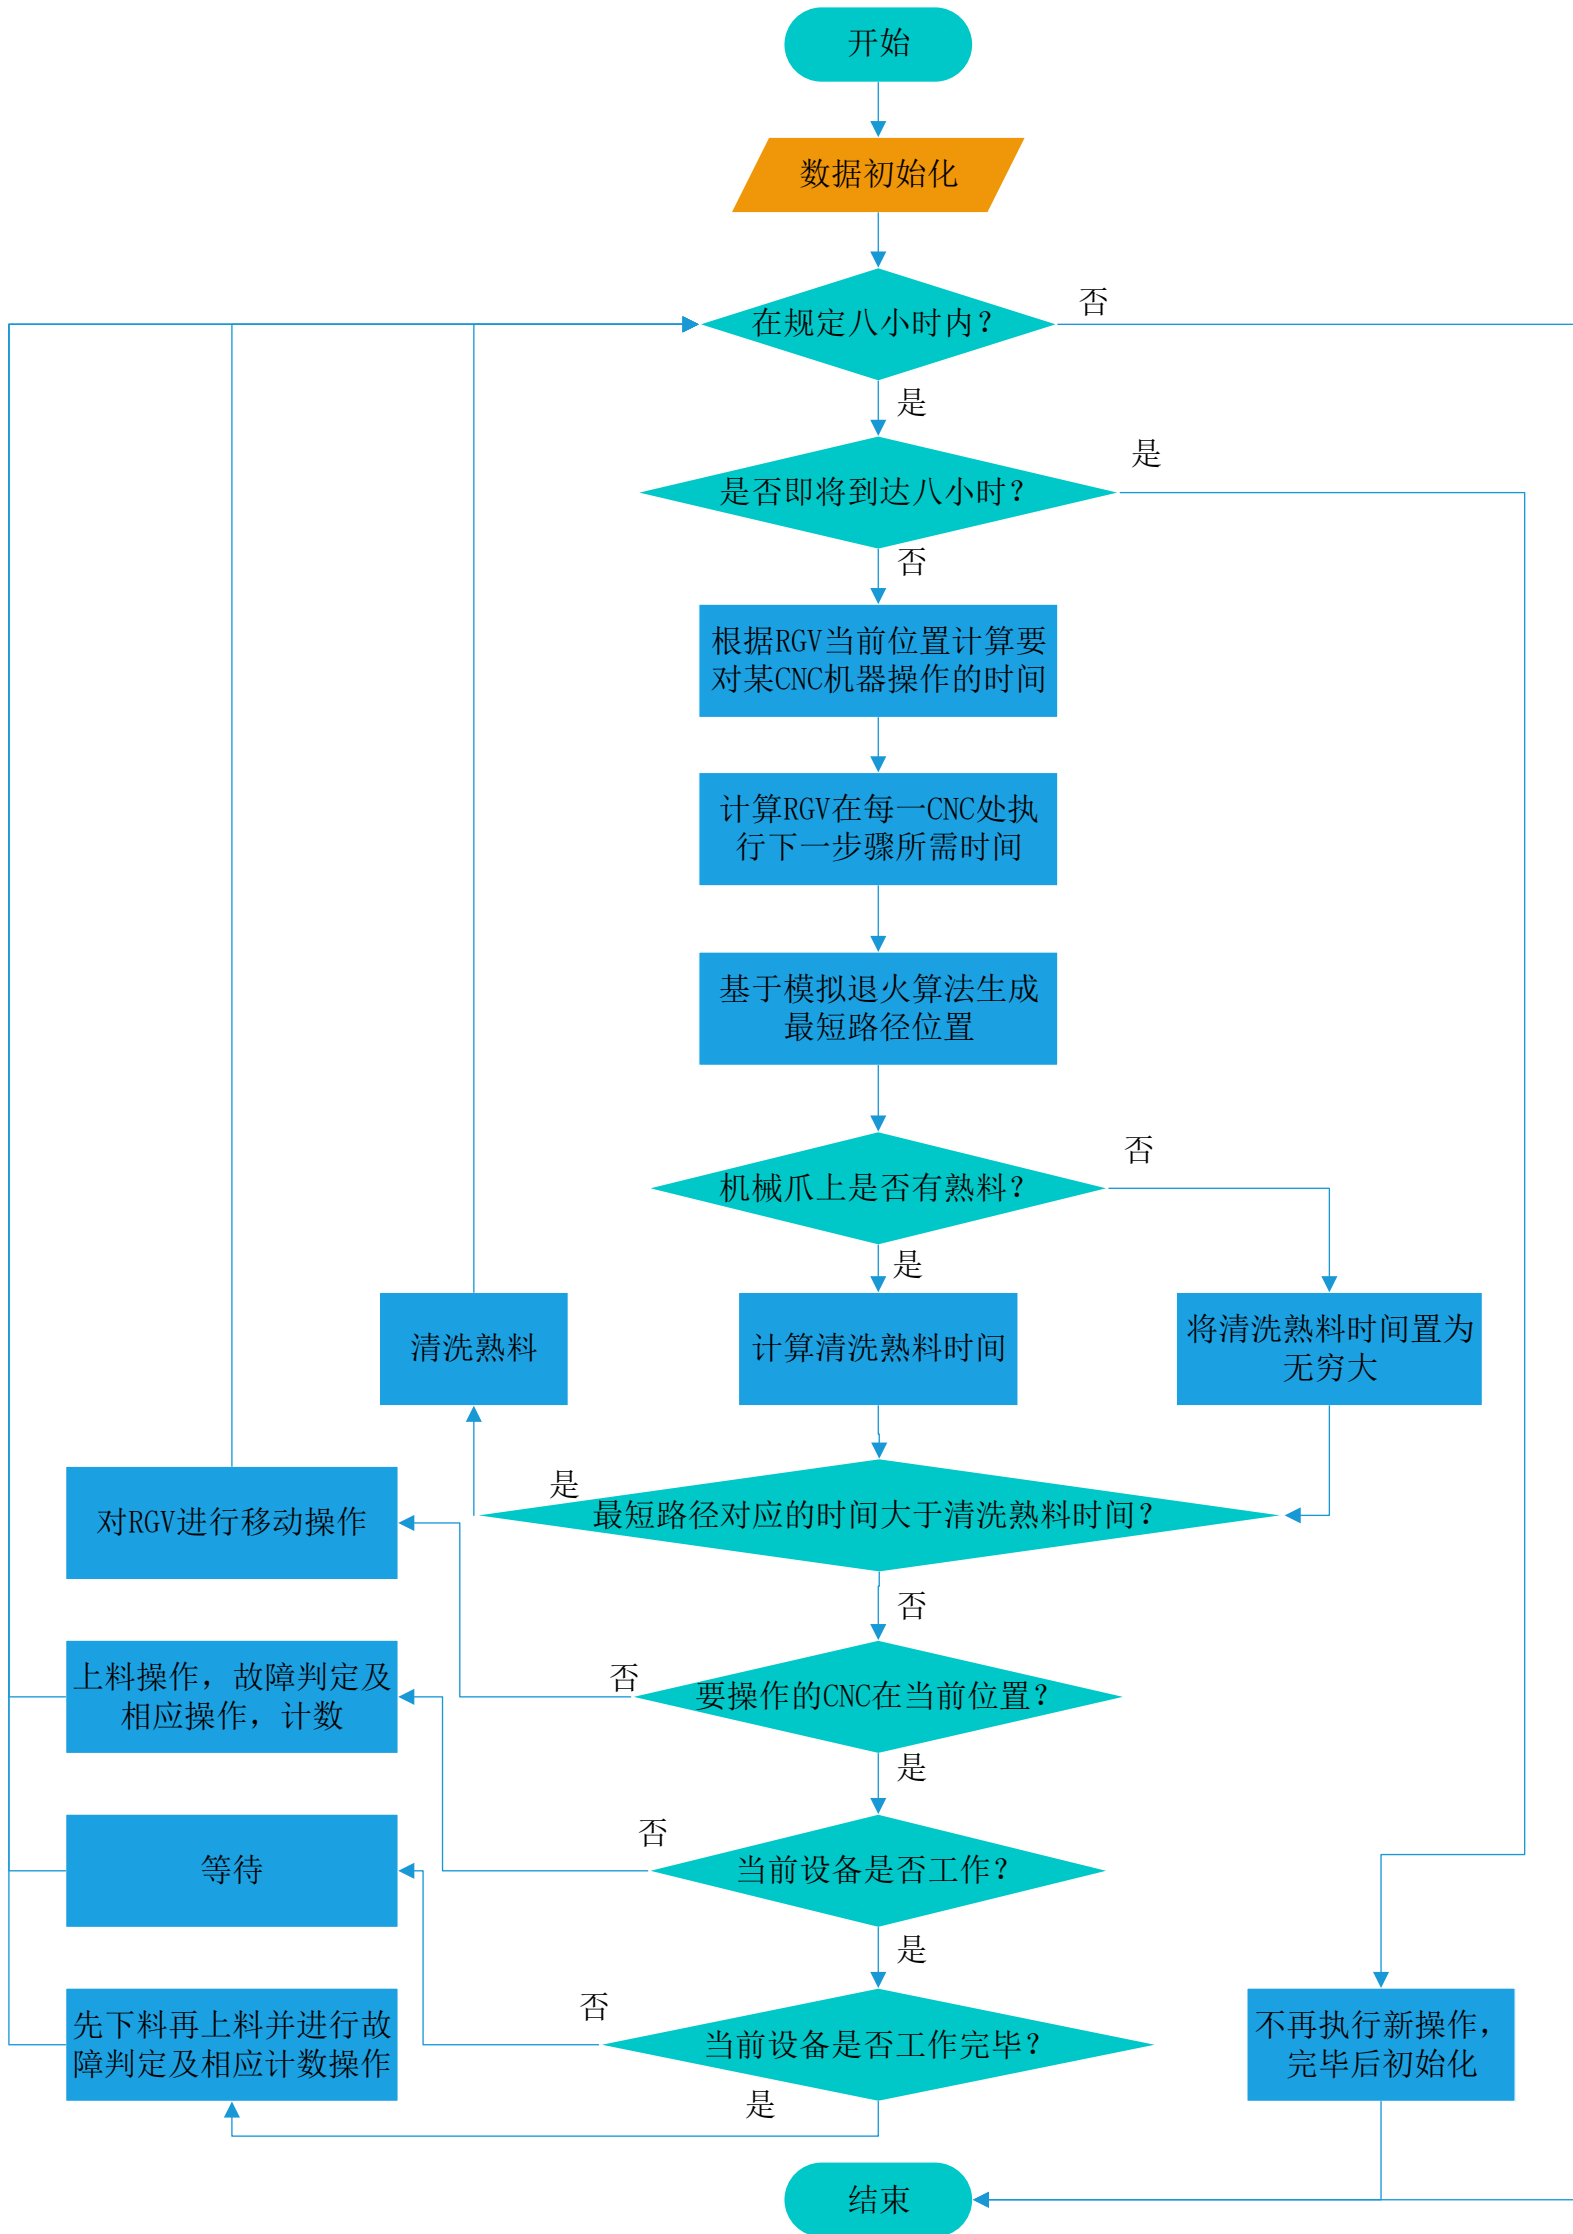 开始
数据初始化
在规定八小时内?
否
是
是否即将到达八小时?
是
否
根据RGV当前位置计算要
对某CNC机器操作的时间
计算RGV在每一CNC处执
行下一步骤所需时间
基于模拟退火算法生成
最短路径位置
机械爪上是否有熟料?
否
是
清洗熟料
计算清洗熟料时间
将清洗熟料时间置为
无穷大
是
最短路径对应的时间大于清洗熟料时间?
对RGV进行移动操作
否
否
要操作的CNC在当前位置?
上料操作，故障判定及
相应操作，计数
是
否
当前设备是否工作?
等待
是
否
当前设备是否工作完毕?
先下料再上料并进行故
障判定及相应计数操作
是
不再执行新操作，
完毕后初始化
结束